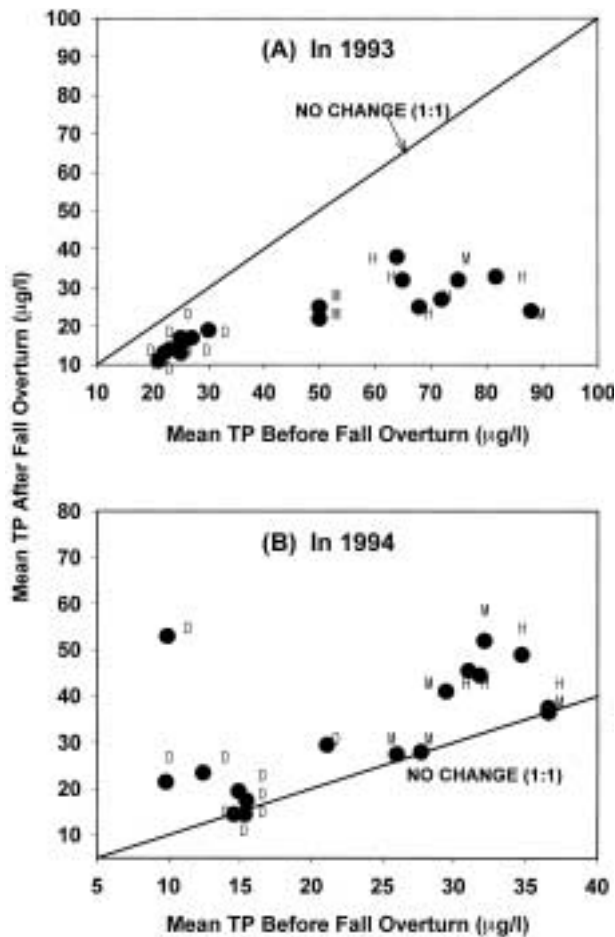 Mean TP After Fall Overturn (μg/l)
100
90
80
70
60
50
40
30
20
10
(A) In 1993
NO CHANGE (1:1)
H
H
M
H
H
M
M
M
D
D
D
D
D
D
10 20 30 40 50 60 70 80 90 100
Mean TP Before Fall Overturn (μg/l)
80
70
60
50
40
30
20
10
(B) In 1994
NO CHANGE (1:1)
D
M
H
M
H
H
H
M
D
M
M
D
D
D
D
D
D
D
5 10 15 20 25 30 35 40
Mean TP Before Fall Overturn (μg/l)